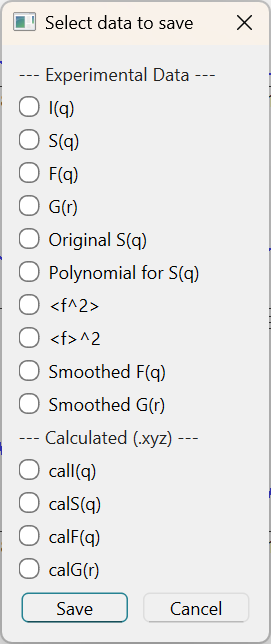 Select data to save
--- Experimental Data ---
I(q)
S(q)
F(q)
G(r)
Original S(q)
Polynomial for S(q)
<f^2>
<f>^2
Smoothed F(q)
Smoothed G(r)
--- Calculated (.xyz) ---
calI(q)
calS(q)
calF(q)
calG(r)
Save Cancel